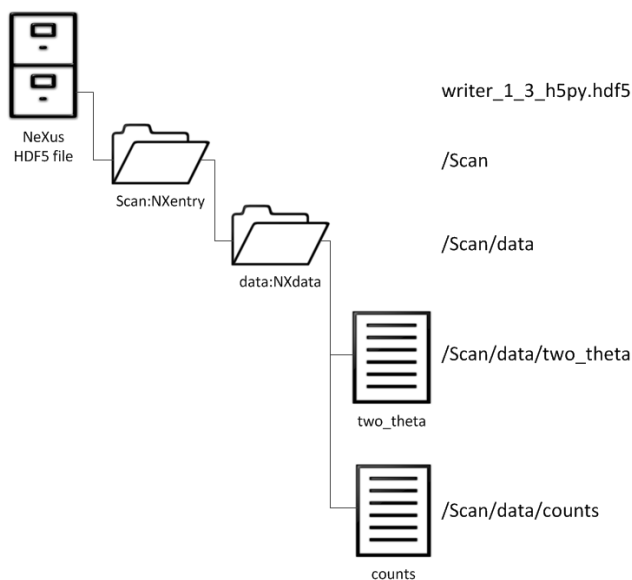 writer_1_3_h5py.hdf5
NeXus
HDF5 file
/Scan
Scan:NXentry
/Scan/data
data:NXdata
/Scan/data/two_theta
two_theta
/Scan/data/counts
counts